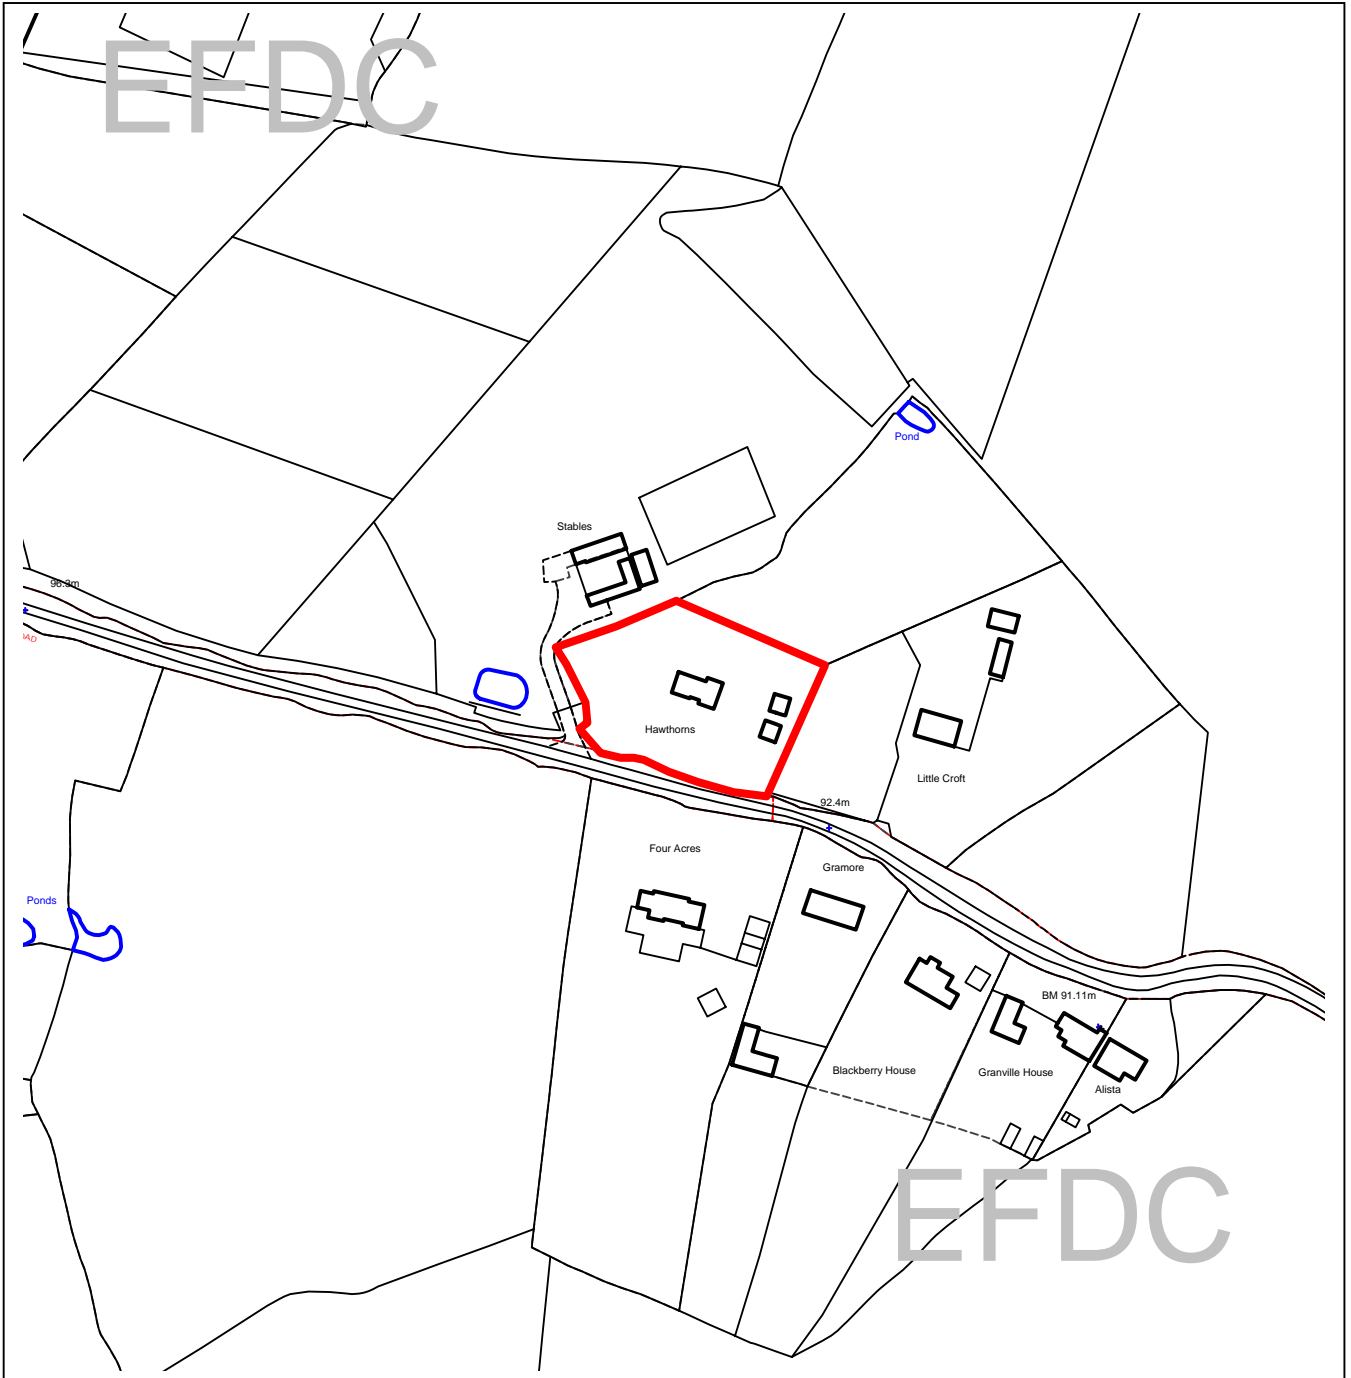 EFDC
Pond
Stables
96.3m
Hawthorns
Little Croft
92.4m
Four Acres
Gramore
Ponds
BM 91.11m
Blackberry House
Granville House
Alista
EFDC